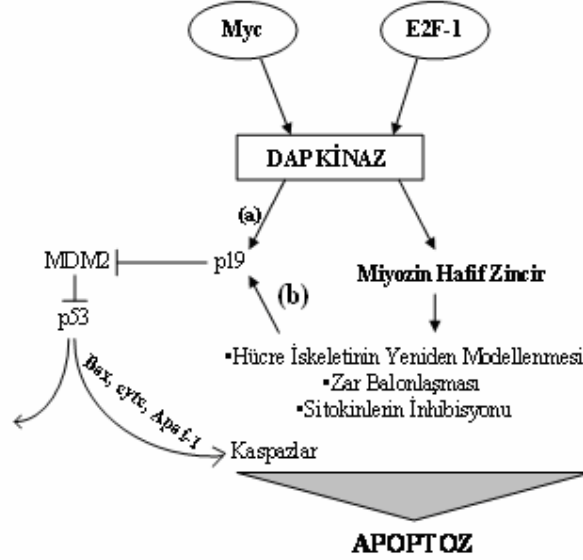 Myc
E2F-1
DAP KİNAZ
(a)
MDM2
p19
Miyozin Hafif Zincir
(b)
p53
▪Hücre İskeletinin Yeniden Modellenmesi
▪Zar Balonlaşması
▪Sitokinlerin İnhibisyonu
Bax, cytc, Apaf-1
Kaspazlar
APOPTOZ